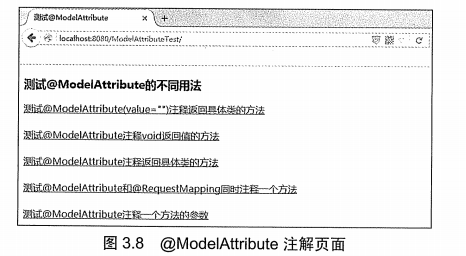 测试@ModelAttribute × +
localhost:8080/ModelAttributeTest/
测试@ModelAttribute的不同用法
测试@ModelAttribute(value="")注释返回具体类的方法
测试@ModelAttribute注释void返回值的方法
测试@ModelAttribute注释返回具体类的方法
测试@ModelAttribute和@RequestMapping同时注释一个方法
测试@ModelAttribute注释一个方法的参数
图 3.8 @ModelAttribute 注解页面